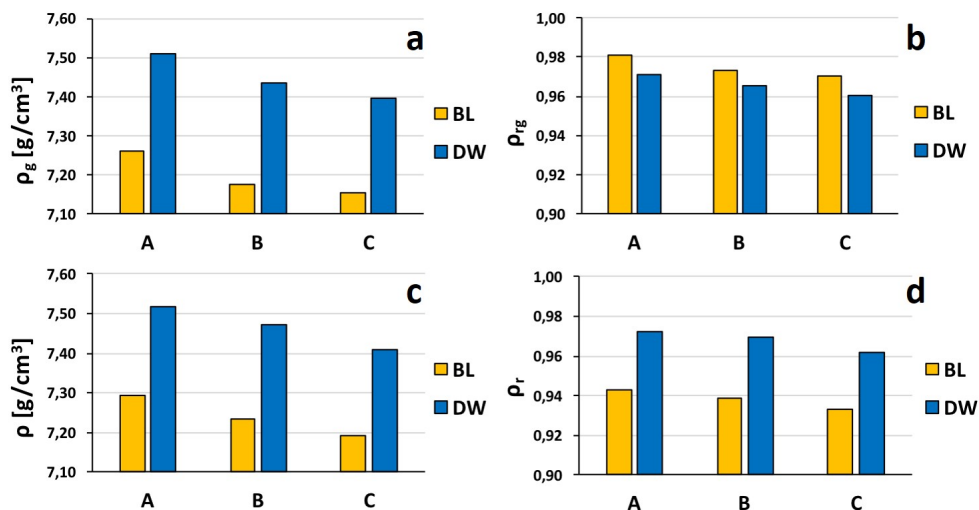 a
ρg [g/cm³]
7,60
7,50
7,40
7,30
7,20
7,10
A B C
BL
DW
b
ρrg
1,00
0,98
0,96
0,94
0,92
0,90
A B C
BL
DW
c
ρ [g/cm³]
7,60
7,50
7,40
7,30
7,20
7,10
A B C
BL
DW
d
ρr
1,00
0,98
0,96
0,94
0,92
0,90
A B C
BL
DW